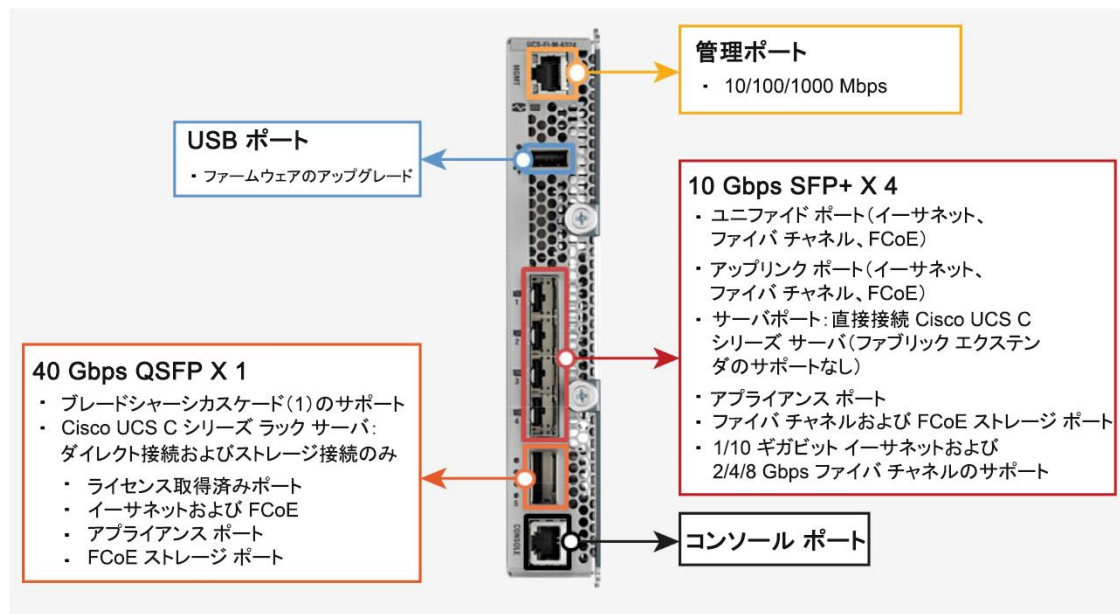 UCS-FI-M-6324
MGMT
管理ポート
・ 10/100/1000 Mbps
USB ポート
・ファームウェアのアップグレード
10 Gbps SFP+ X 4
・ ユニファイド ポート（イーサネット、
ファイバ チャネル、FCoE）
・ アップリンク ポート（イーサネット、
ファイバ チャネル、FCoE）
・ サーバポート：直接接続 Cisco UCS C
シリーズ サーバ（ファブリック エクステン
ダのサポートなし）
・ アプライアンス ポート
・ ファイバ チャネルおよび FCoE ストレージ ポート
・ 1/10 ギガビット イーサネットおよび
2/4/8 Gbps ファイバ チャネルのサポート
1
2
3
4
40 Gbps QSFP X 1
・ ブレードシャーシカスケード（1）のサポート
・ Cisco UCS C シリーズ ラック サーバ：
ダイレクト接続およびストレージ接続のみ
・ ライセンス取得済みポート
・ イーサネットおよび FCoE
・ アプライアンス ポート
・ FCoE ストレージ ポート
CONSOLE
コンソール ポート